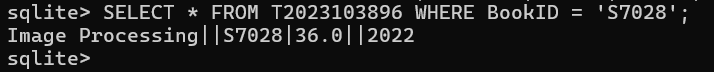 sqlite> SELECT * FROM T2023103896 WHERE BookID = 'S7028';
Image Processing||S7028|36.0||2022
sqlite>